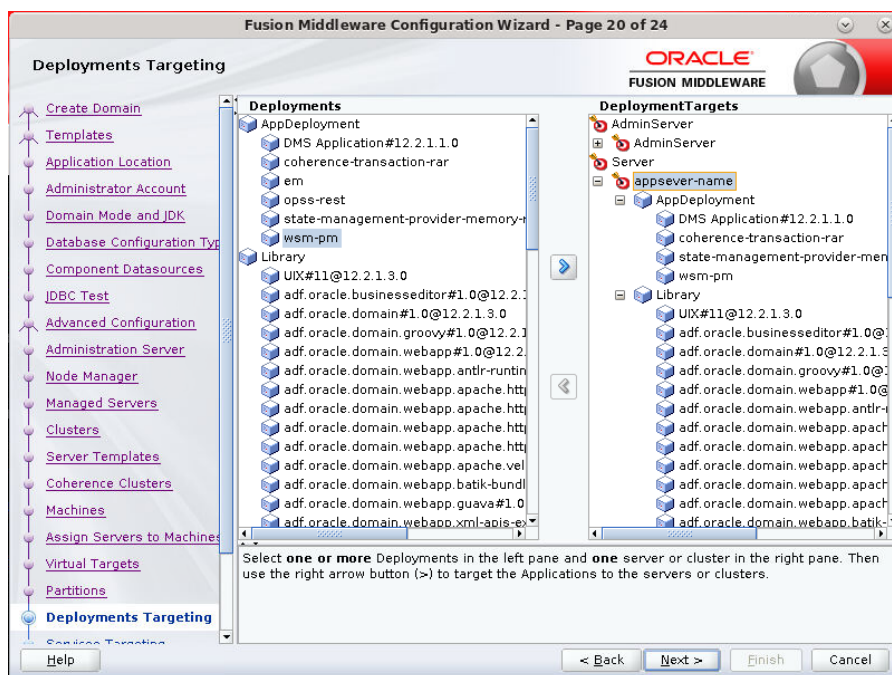 Fusion Middleware Configuration Wizard - Page 20 of 24
Deployments Targeting
ORACLE
FUSION MIDDLEWARE
Create Domain
Templates
Application Location
Administrator Account
Domain Mode and JDK
Database Configuration Typ
Component Datasources
JDBC Test
Advanced Configuration
Administration Server
Node Manager
Managed Servers
Clusters
Server Templates
Coherence Clusters
Machines
Assign Servers to Machines
Virtual Targets
Partitions
Deployments Targeting
Services Targeting
Deployments
AppDeployment
DMS Application#12.2.1.1.0
coherence-transaction-rar
em
opss-rest
state-management-provider-memory-r
wsm-pm
Library
UIX#11@12.2.1.3.0
adf.oracle.businesseditor#1.0@12.2.1
adf.oracle.domain#1.0@12.2.1.3.0
adf.oracle.domain.groovy#1.0@12.2.1
adf.oracle.domain.webapp#1.0@12.2.
adf.oracle.domain.webapp.antlr-runtin
adf.oracle.domain.webapp.apache.htt
adf.oracle.domain.webapp.apache.htt
adf.oracle.domain.webapp.apache.htt
adf.oracle.domain.webapp.apache.htt
adf.oracle.domain.webapp.apache.vel
adf.oracle.domain.webapp.batik-bundl
adf.oracle.domain.webapp.guava#1.0
adf.oracle.domain.webapp.xml-apis-ex
DeploymentTargets
AdminServer
AdminServer
Server
appsever-name
AppDeployment
DMS Application#12.2.1.1.0
coherence-transaction-rar
state-management-provider-men
wsm-pm
Library
UIX#11@12.2.1.3.0
adf.oracle.businesseditor#1.0@1
adf.oracle.domain#1.0@12.2.1.3
adf.oracle.domain.groovy#1.0@1
adf.oracle.domain.webapp#1.0@
adf.oracle.domain.webapp.antlr-r
adf.oracle.domain.webapp.apach
adf.oracle.domain.webapp.apach
adf.oracle.domain.webapp.apach
adf.oracle.domain.webapp.apach
adf.oracle.domain.webapp.apach
adf.oracle.domain.webapp.batik-
Select one or more Deployments in the left pane and one server or cluster in the right pane. Then
use the right arrow button (>) to target the Applications to the servers or clusters.
Help
< Back
Next >
Finish
Cancel